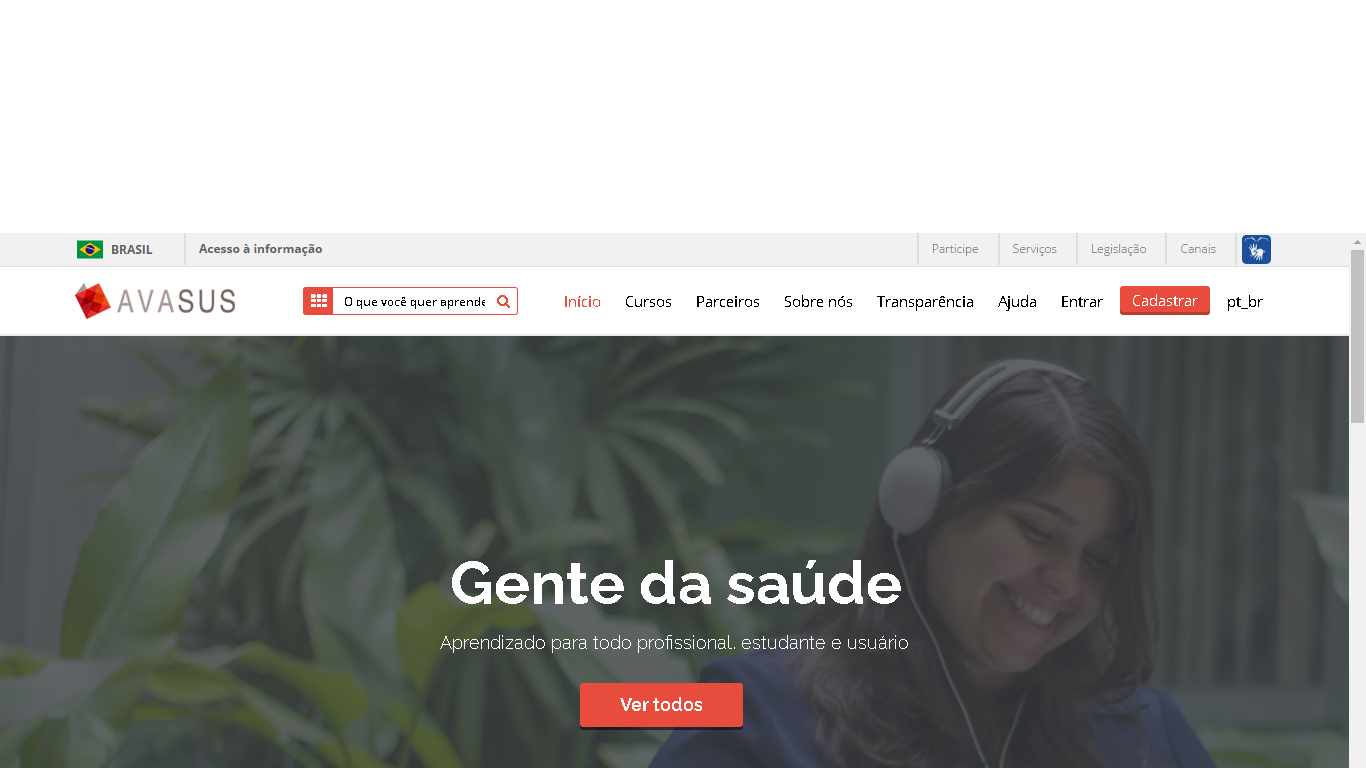 BRASIL
Acesso à informação
Participe
Serviços
Legislação
Canais
AVASUS
O que você quer aprende
Início
Cursos
Parceiros
Sobre nós
Transparência
Ajuda
Entrar
Cadastrar
pt_br
Gente da saúde
Aprendizado para todo profissional. estudante e usuário
Ver todos